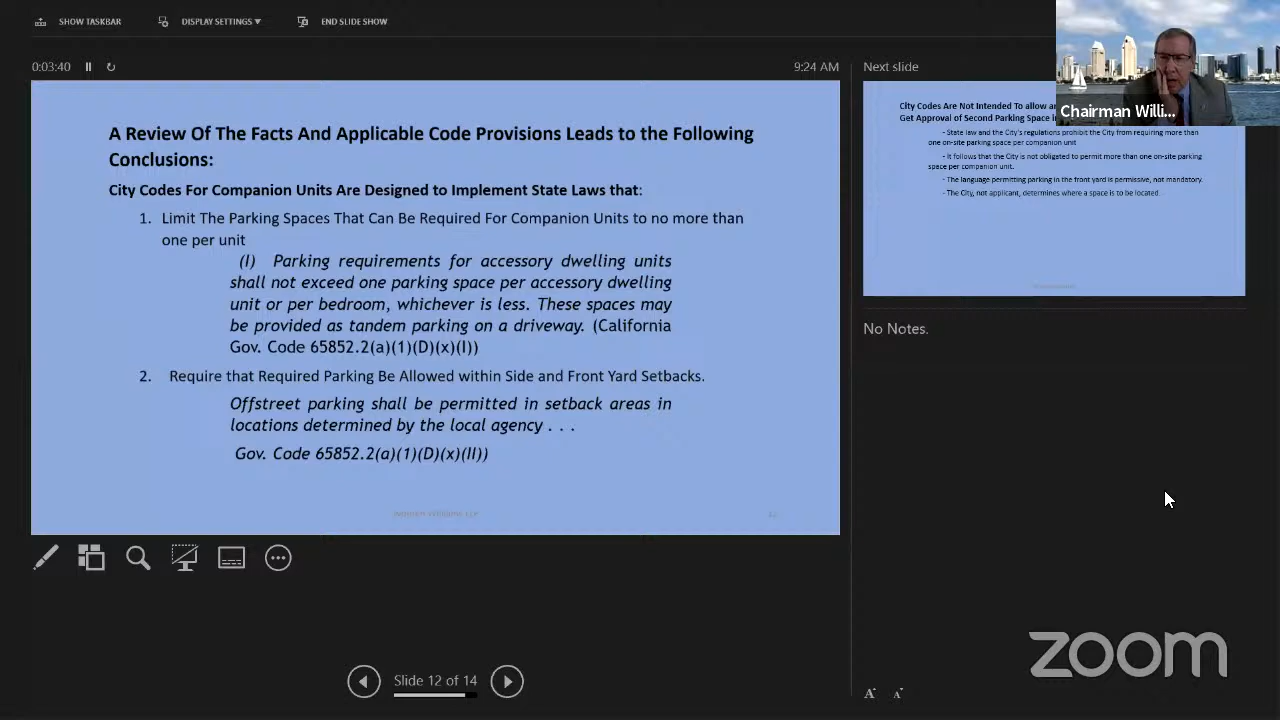 SHOW TASKBAR
DISPLAY SETTINGS
END SLIDE SHOW
0:03:40
9:24 AM
A Review Of The Facts And Applicable Code Provisions Leads to the Following
Conclusions:
City Codes For Companion Units Are Designed to Implement State Laws that:
1. Limit The Parking Spaces That Can Be Required For Companion Units to no more than
one per unit
(I) Parking requirements for accessory dwelling units
shall not exceed one parking space per accessory dwelling
unit or per bedroom, whichever is less. These spaces may
be provided as tandem parking on a driveway. (California
Gov. Code 65852.2(a)(1)(D)(x)(I))
2. Require that Required Parking Be Allowed within Side and Front Yard Setbacks.
Offstreet parking shall be permitted in setback areas in
locations determined by the local agency . . .
Gov. Code 65852.2(a)(1)(D)(x)(II))
12
Slide 12 of 14
Next slide
City Codes Are Not Intended To allow
Get Approval of Second Parking Space
- State law and the City's regulations prohibit the City from requiring more than
one on-site parking space per companion unit
- It follows that the City is not obligated to permit more than one on-site parking
space per companion unit.
- The language permitting parking in the front yard is permissive, not mandatory.
- The City, not applicant, determines where a space is to be located.
No Notes.
A A
Chairman Willi...
zoom